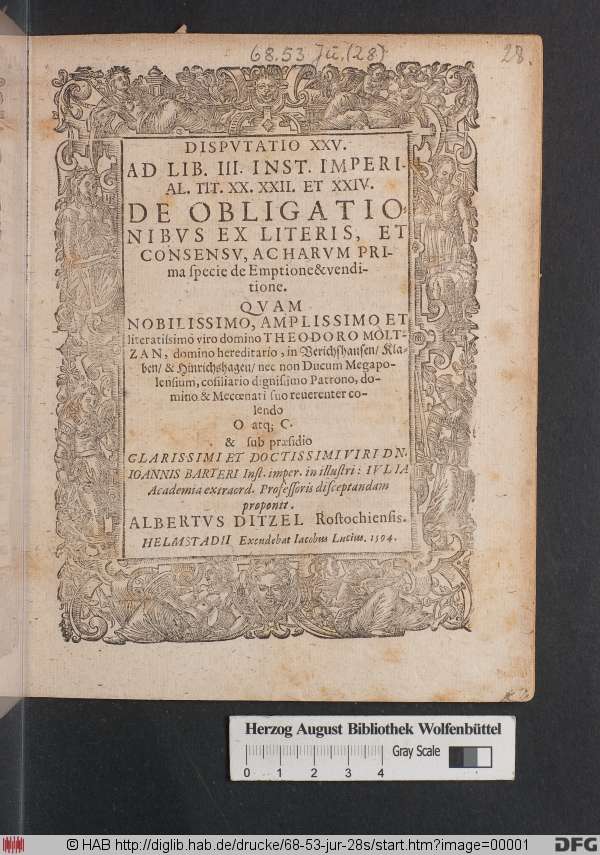 68.53 Ju. (28)
28.
DISPVTATIO XXV.
AD LIB. III. INST. IMPERI-
AL. TIT. XX. XXII. ET XXIV.
DE OBLIGATIO-
NIBVS EX LITERIS, ET
CONSENSV, AC HARVM PRI-
ma specie de Emptione & vendi-
tione.
QVAM
NOBILISSIMO, AMPLISSIMO ET
literatissimo viro domino THEODORO MOLT-
ZAN, domino hereditario, in Verichshausen/ Kla-
ben/ & Hinrichshagen/ nec non Ducum Megapo-
lensium, cōsiliario dignissimo Patrono, do-
mino & Mecœnati suo reuerenter co-
lendo
O atq; C.
& sub præsidio
CLARISSIMI ET DOCTISSIMI VIRI DN.
IOANNIS BARTERI Inst. imper. in illustri: IVLIA
Academia extraord. Professoris disceptandam
proponit.
ALBERTVS DITZEL Rostochiensis.
HELMSTADII Excudebat Iacobus Lucius. 1594.
Herzog August Bibliothek Wolfenbüttel
Gray Scale
0 1 2 3 4
© HAB http://diglib.hab.de/drucke/68-53-jur-28s/start.htm?image=00001
DFG